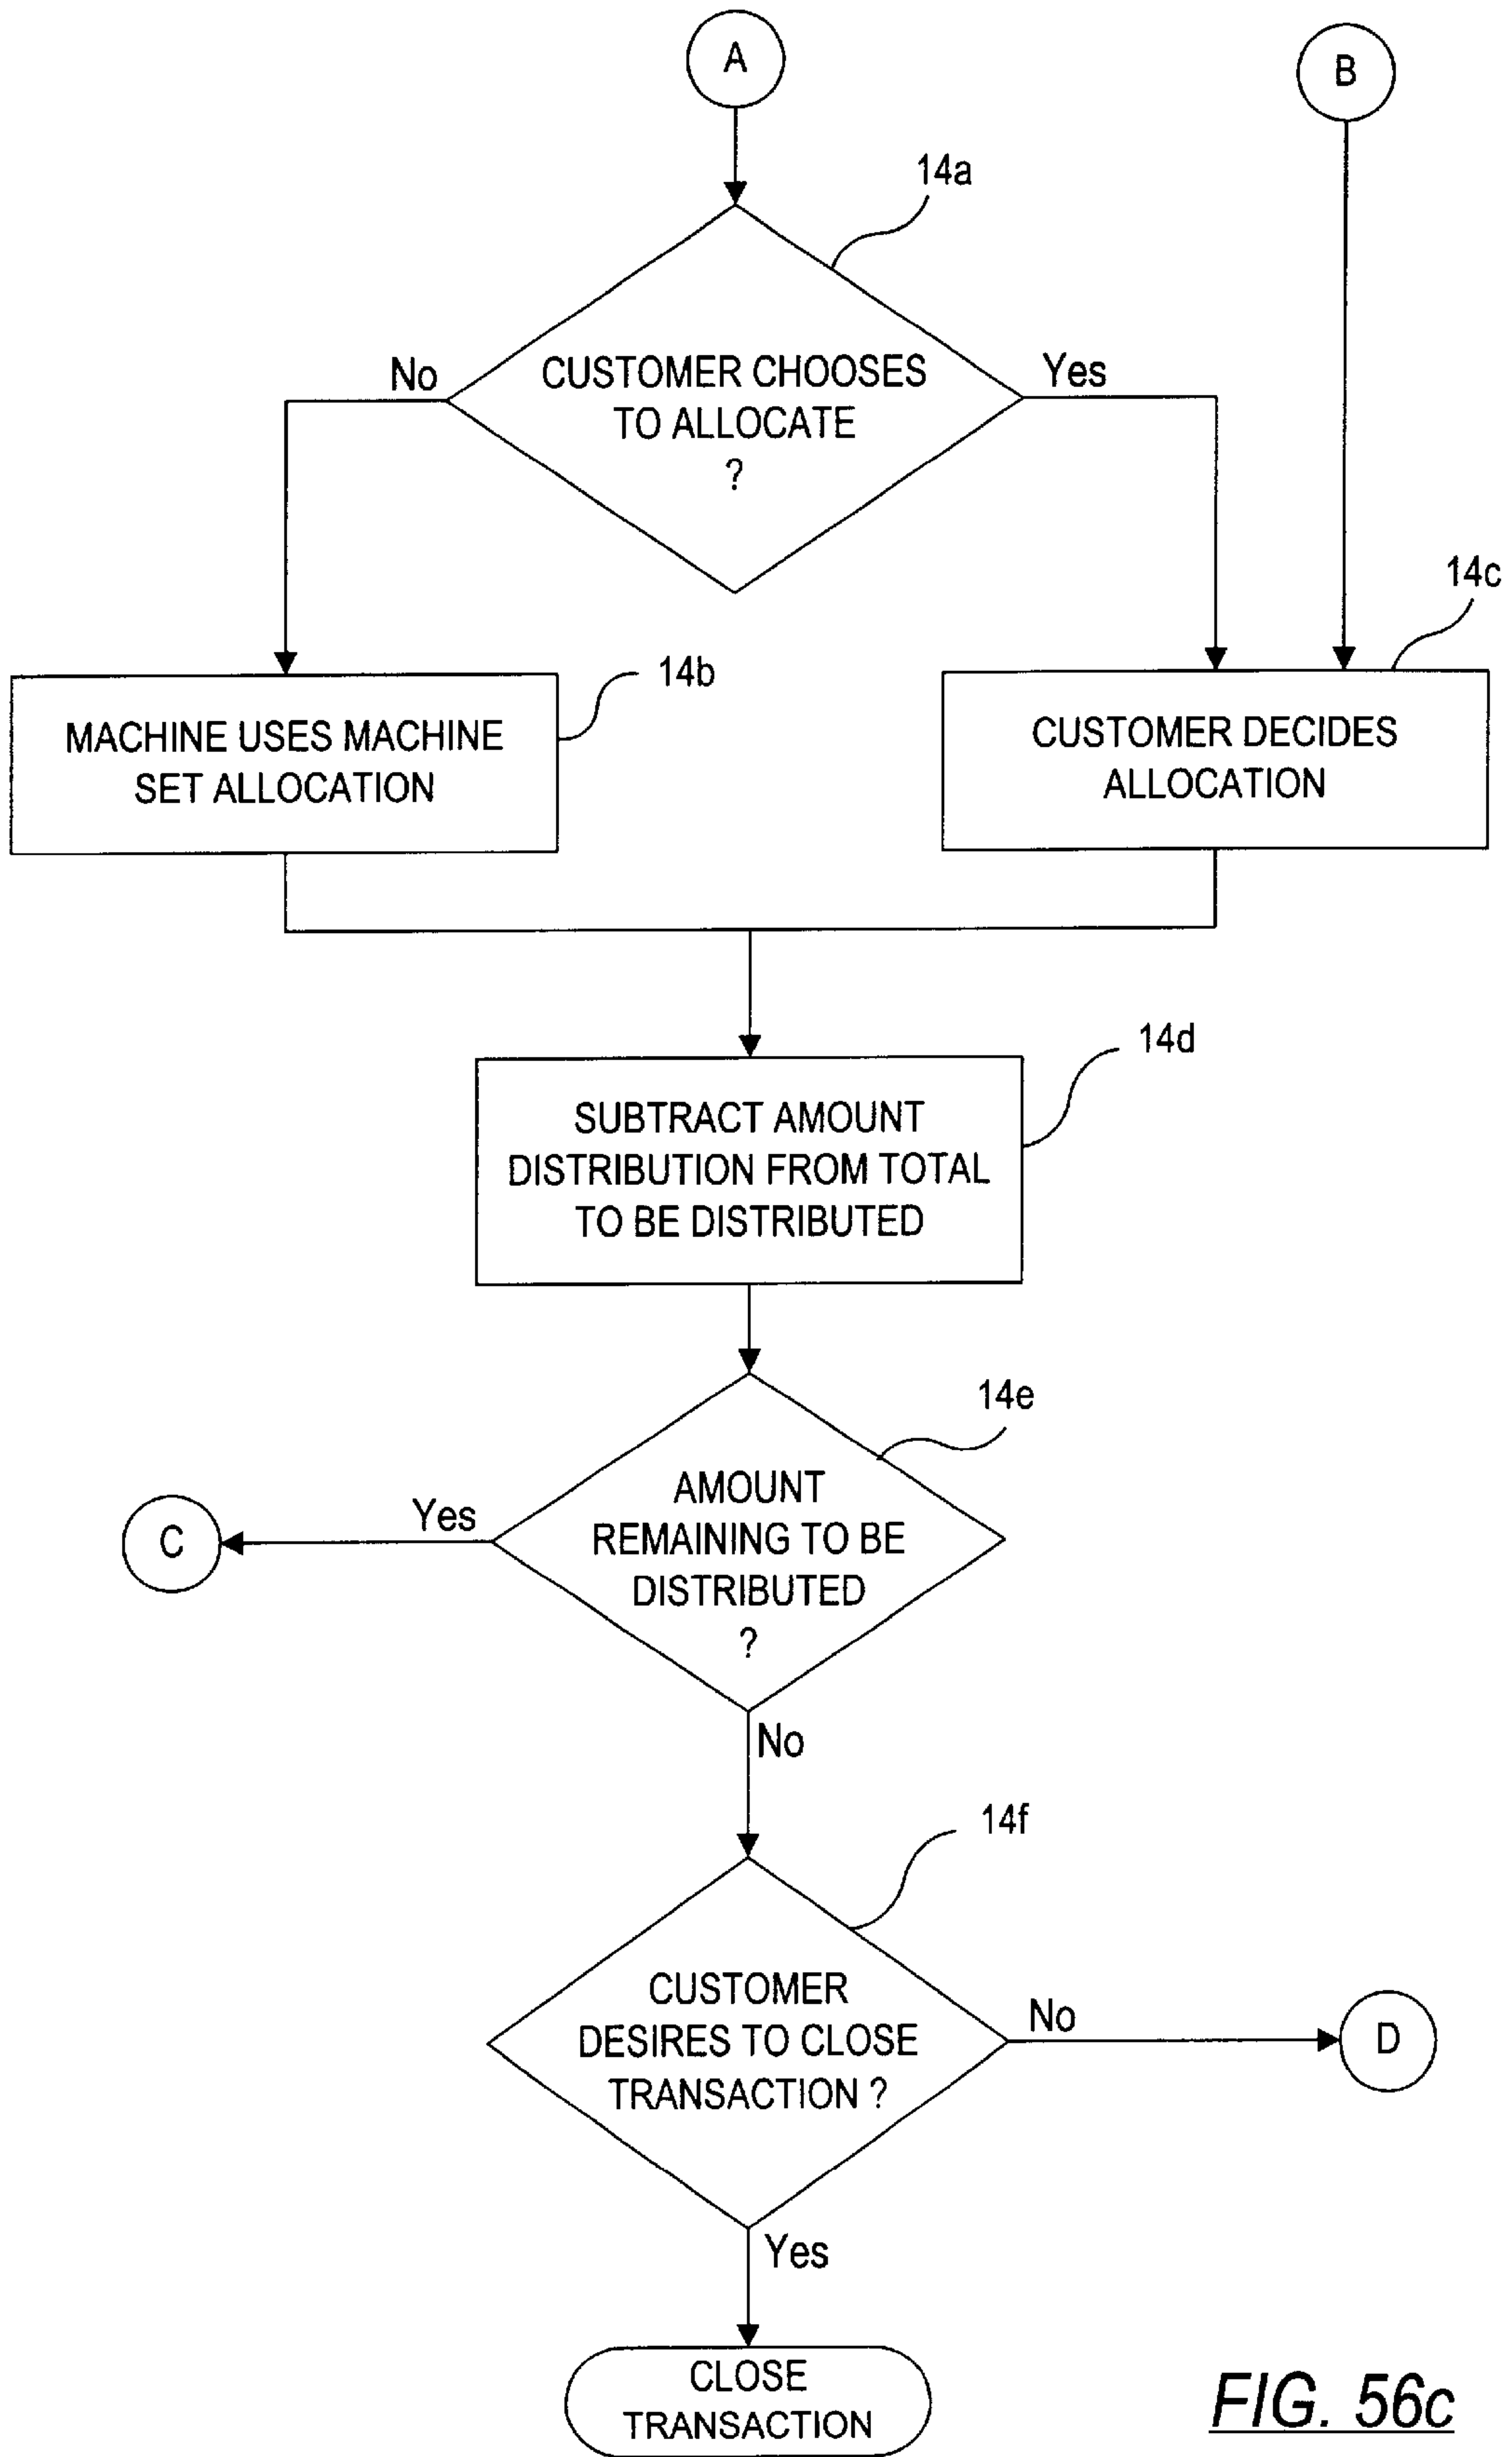 A
B
14a
No
CUSTOMER CHOOSES
TO ALLOCATE
?
Yes
14c
14b
MACHINE USES MACHINE
SET ALLOCATION
CUSTOMER DECIDES
ALLOCATION
14d
SUBTRACT AMOUNT
DISTRIBUTION FROM TOTAL
TO BE DISTRIBUTED
14e
C
Yes
AMOUNT
REMAINING TO BE
DISTRIBUTED
?
No
14f
CUSTOMER
DESIRES TO CLOSE
TRANSACTION ?
No
D
Yes
CLOSE
TRANSACTION
FIG. 56c